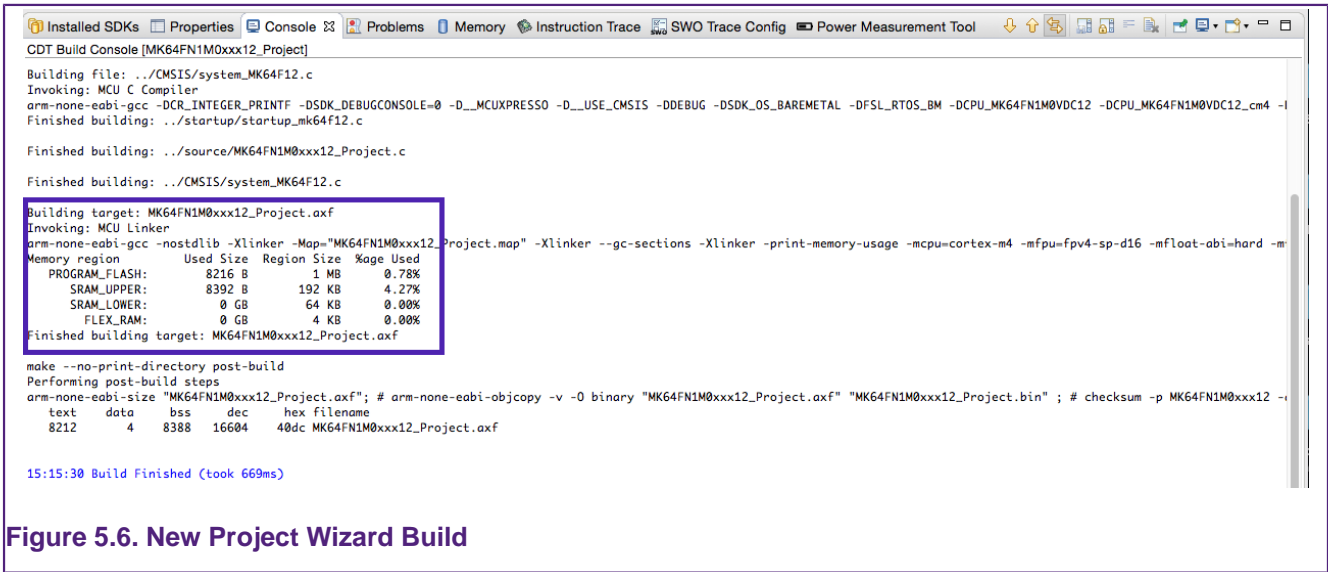 Installed SDKs Properties Console Problems Memory Instruction Trace SWO Trace Config Power Measurement Tool
CDT Build Console [MK64FN1M0xxx12_Project]
Building file: ../CMSIS/system_MK64F12.c
Invoking: MCU C Compiler
arm-none-eabi-gcc -DCR_INTEGER_PRINTF -DSDK_DEBUGCONSOLE=0 -D__MCUXPRESSO -D__USE_CMSIS -DDEBUG -DSDK_OS_BAREMETAL -DFSL_RTOS_BM -DCPU_MK64FN1M0VDC12 -DCPU_MK64FN1M0VDC12_cm4
Finished building: ../startup/startup_mk64f12.c
Finished building: ../source/MK64FN1M0xxx12_Project.c
Finished building: ../CMSIS/system_MK64F12.c
Building target: MK64FN1M0xxx12_Project.axf
Invoking: MCU Linker
arm-none-eabi-gcc -nostdlib -Xlinker -Map="MK64FN1M0xxx12_Project.map" -Xlinker --gc-sections -Xlinker -print-memory-usage -mcpu=cortex-m4 -mfpu=fpv4-sp-d16 -mfloat-abi=hard
Memory region Used Size Region Size %age Used
PROGRAM_FLASH: 8216 B 1 MB 0.78%
SRAM_UPPER: 8392 B 192 KB 4.27%
SRAM_LOWER: 0 GB 64 KB 0.00%
FLEX_RAM: 0 GB 4 KB 0.00%
Finished building target: MK64FN1M0xxx12_Project.axf
make --no-print-directory post-build
Performing post-build steps
arm-none-eabi-size "MK64FN1M0xxx12_Project.axf"; # arm-none-eabi-objcopy -v -O binary "MK64FN1M0xxx12_Project.axf" "MK64FN1M0xxx12_Project.bin" ; # checksum -p MK64FN1M0xxx12
text data bss dec hex filename
8212 4 8388 16604 40dc MK64FN1M0xxx12_Project.axf
15:15:30 Build Finished (took 669ms)
Figure 5.6. New Project Wizard Build